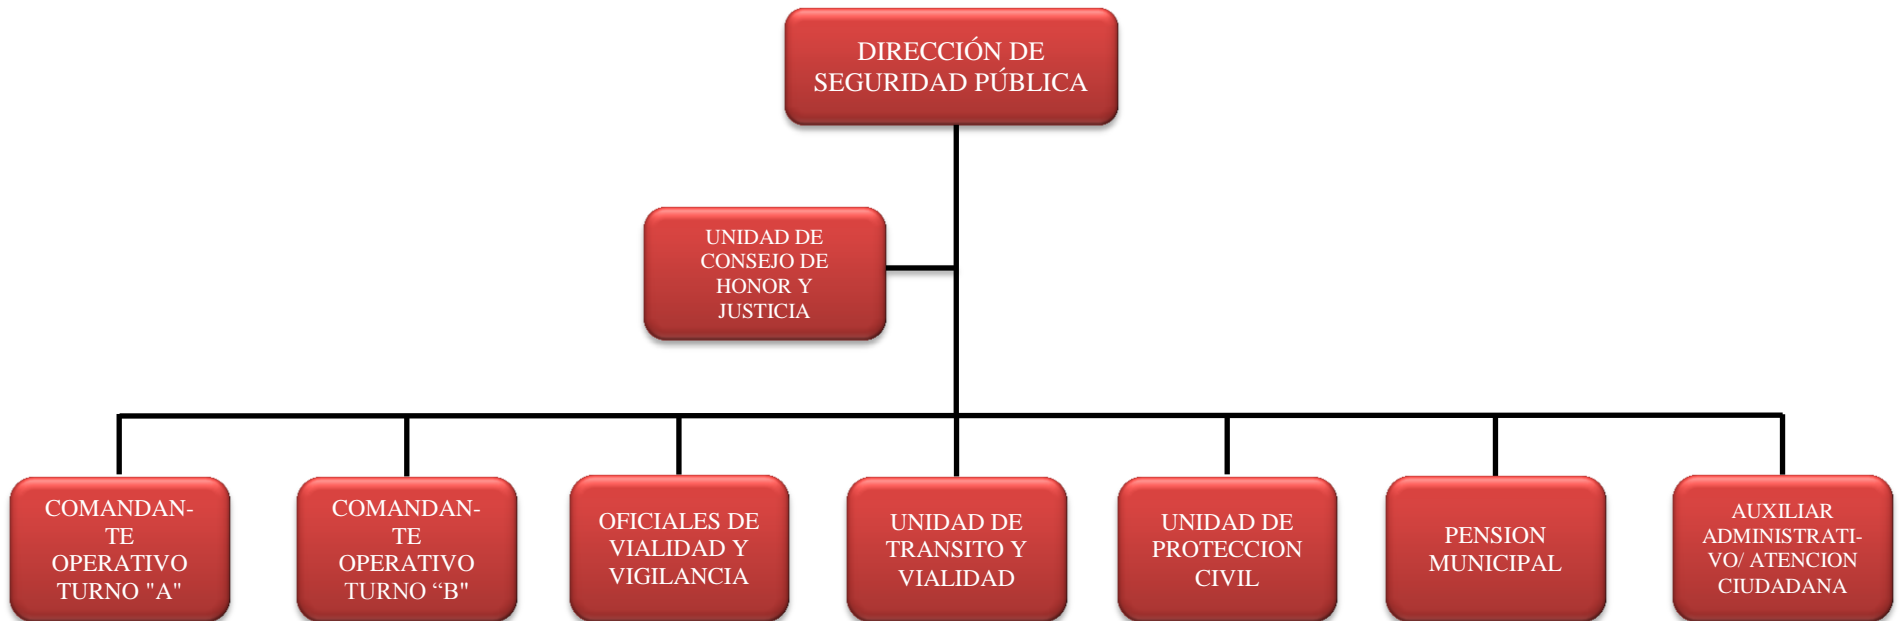 DIRECCIÓN DE
SEGURIDAD PÚBLICA
UNIDAD DE
CONSEJO DE
HONOR Y
JUSTICIA
COMANDAN-
TE
OPERATIVO
TURNO "A"
COMANDAN-
TE
OPERATIVO
TURNO “B"
OFICIALES DE
VIALIDAD Y
VIGILANCIA
UNIDAD DE
TRANSITO Y
VIALIDAD
UNIDAD DE
PROTECCION
CIVIL
PENSION
MUNICIPAL
AUXILIAR
ADMINISTRATI-
VO/ ATENCION
CIUDADANA